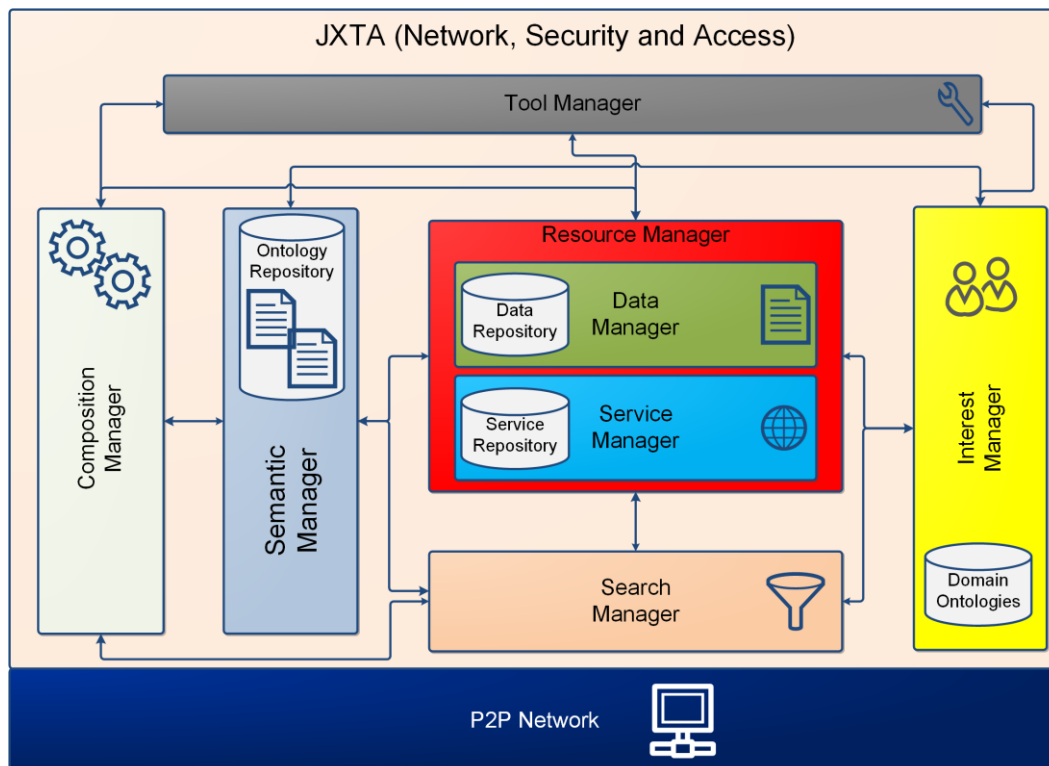 JXTA (Network, Security and Access)
Tool Manager
Composition
Manager
Ontology
Repository
Semantic
Manager
Resource Manager
Data
Repository
Data
Manager
Service
Repository
Service
Manager
Search
Manager
Interest
Manager
Domain
Ontologies
P2P Network